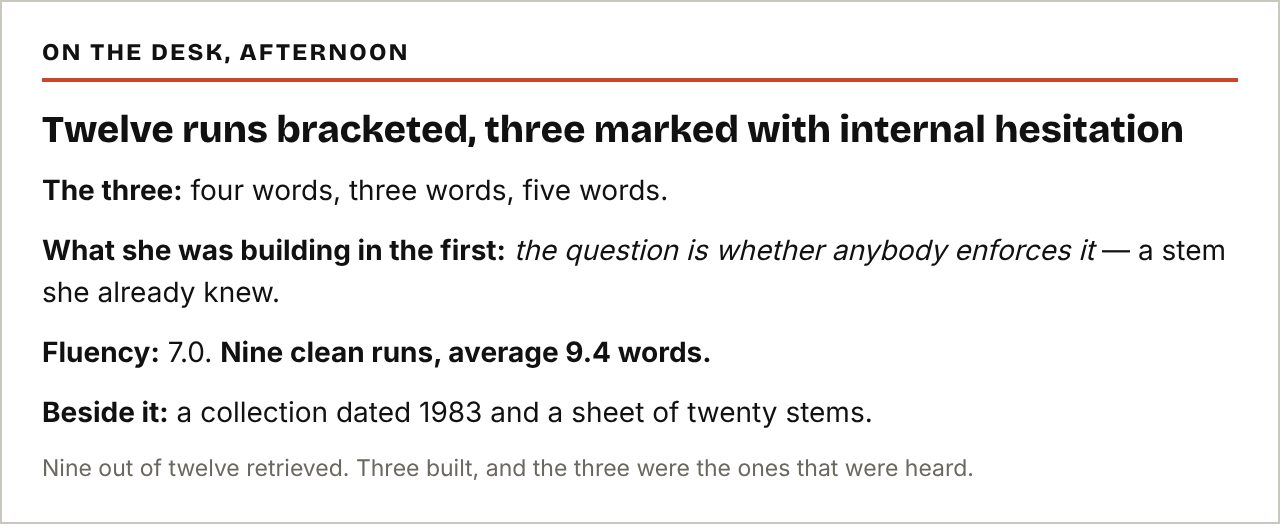 ON THE DESK, AFTERNOON
Twelve runs bracketed, three marked with internal hesitation
The three: four words, three words, five words.
What she was building in the first: the question is whether anybody enforces it — a stem
she already knew.
Fluency: 7.0. Nine clean runs, average 9.4 words.
Beside it: a collection dated 1983 and a sheet of twenty stems.
Nine out of twelve retrieved. Three built, and the three were the ones that were heard.